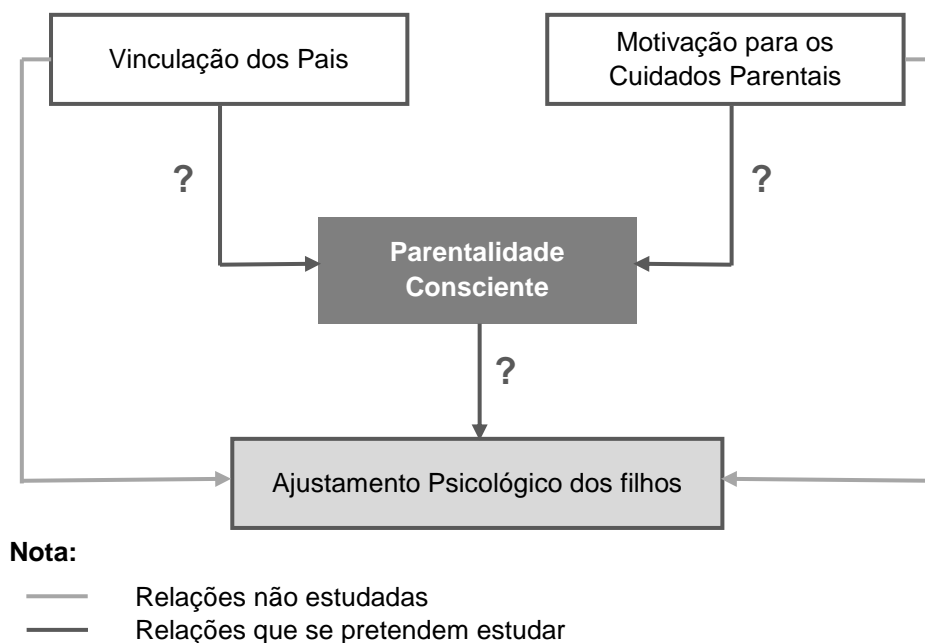 Vinculação dos Pais
Motivação para os
Cuidados Parentais
?
?
Parentalidade
Consciente
?
Ajustamento Psicológico dos filhos
Nota:
Relações não estudadas
Relações que se pretendem estudar